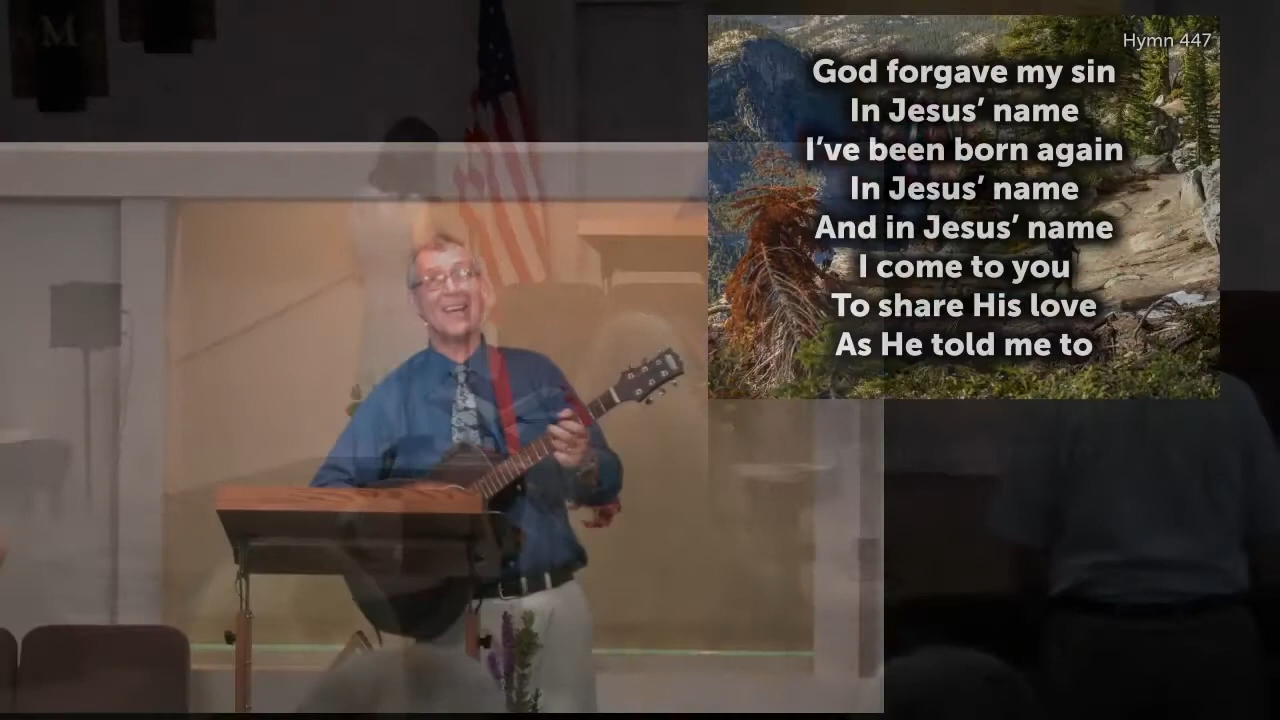 M
Hymn 447
God forgave my sin
In Jesus’ name
I’ve been born again
In Jesus’ name
And in Jesus’ name
I come to you
To share His love
As He told me to